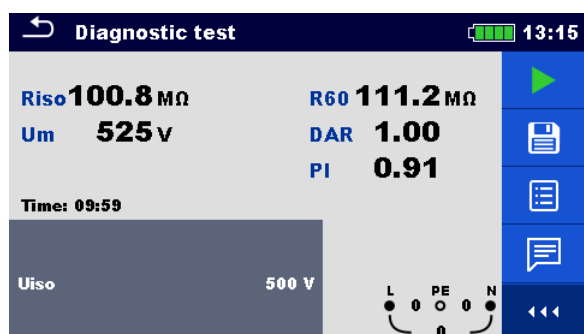 Diagnostic test 13:15
Riso 100.8 MΩ R60 111.2 MΩ
Um 525 V DAR 1.00
PI 0.91
Time: 09:59
Uiso 500 V
L PE N
0 0
0